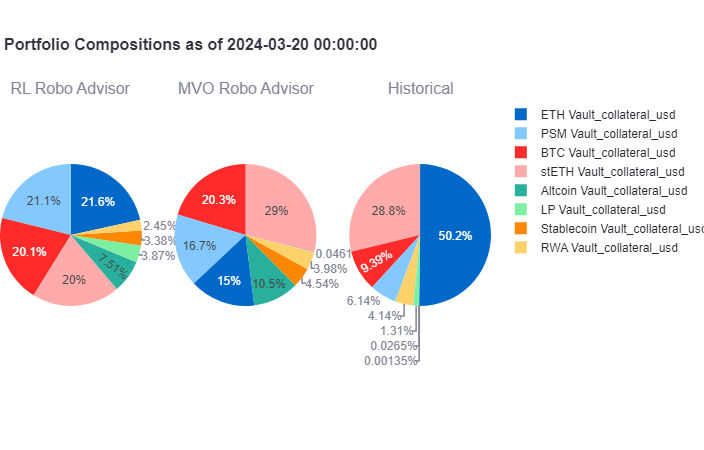 Portfolio Compositions as of 2024-03-20 00:00:00
RL Robo Advisor
MVO Robo Advisor
Historical
21.6%
2.45%
3.38%
3.87%
7.51%
20%
20.1%
21.1%
29%
0.0461
3.98%
4.54%
10.5%
15%
16.7%
20.3%
50.2%
28.8%
9.39%
6.14%
4.14%
1.31%
0.0265%
0.00135%
ETH Vault_collateral_usd
PSM Vault_collateral_usd
BTC Vault_collateral_usd
stETH Vault_collateral_usd
Altcoin Vault_collateral_usd
LP Vault_collateral_usd
Stablecoin Vault_collateral_usd
RWA Vault_collateral_usd